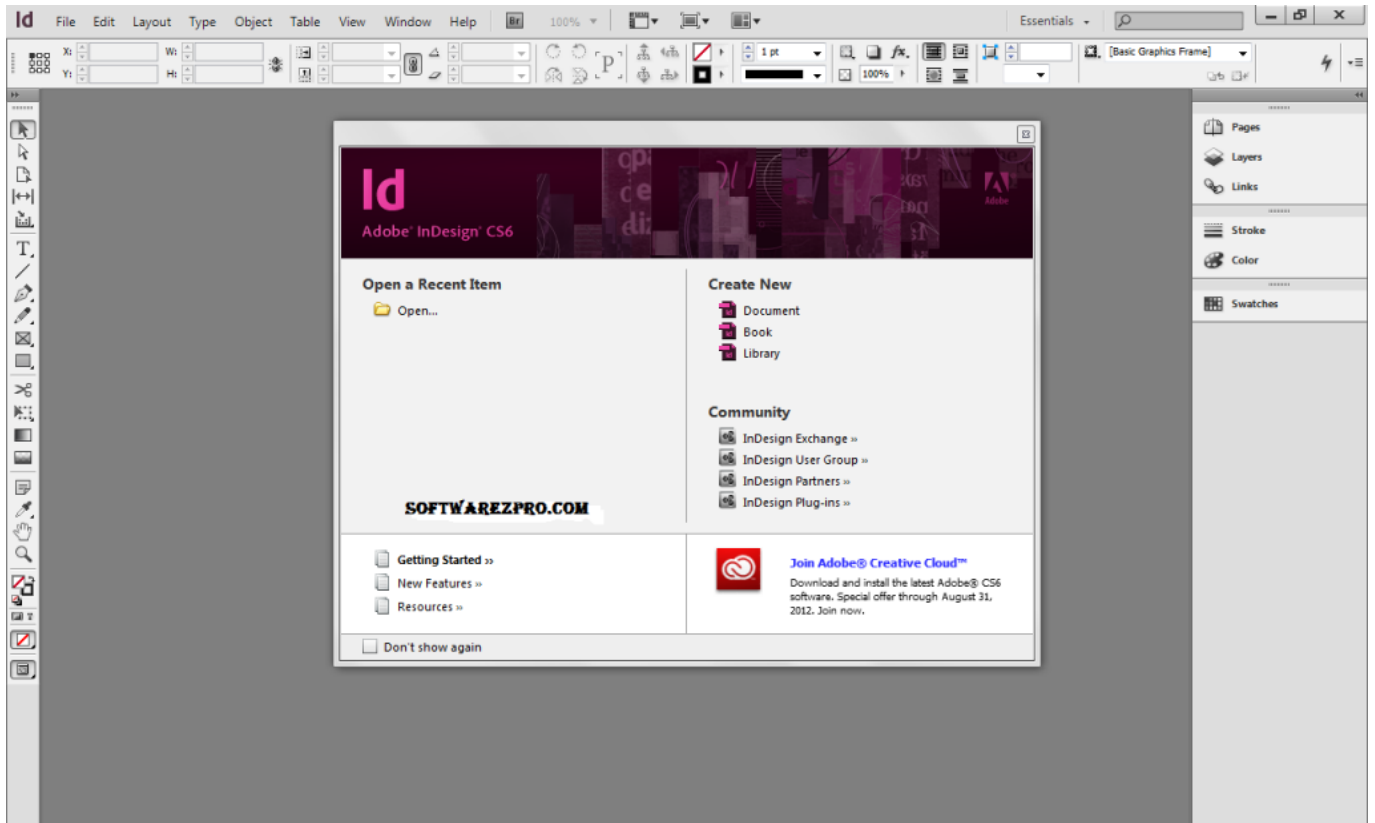 Id File Edit Layout Type Object Table View Window Help Br 100% Essentials
X: W: 1 pt [Basic Graphics Frame]
Y: H: P 100%
Pages
Layers
Links
Stroke
Color
Swatches
T
Id
Adobe® InDesign® CS6
Adobe
Open a Recent Item
Open...
Create New
Document
Book
Library
Community
InDesign Exchange »
InDesign User Group »
InDesign Partners »
InDesign Plug-ins »
SOFTWAREZPRO.COM
Getting Started »
New Features »
Resources »
Join Adobe® Creative Cloud™
Download and install the latest Adobe® CS6
software. Special offer through August 31,
2012. Join now.
Don't show again